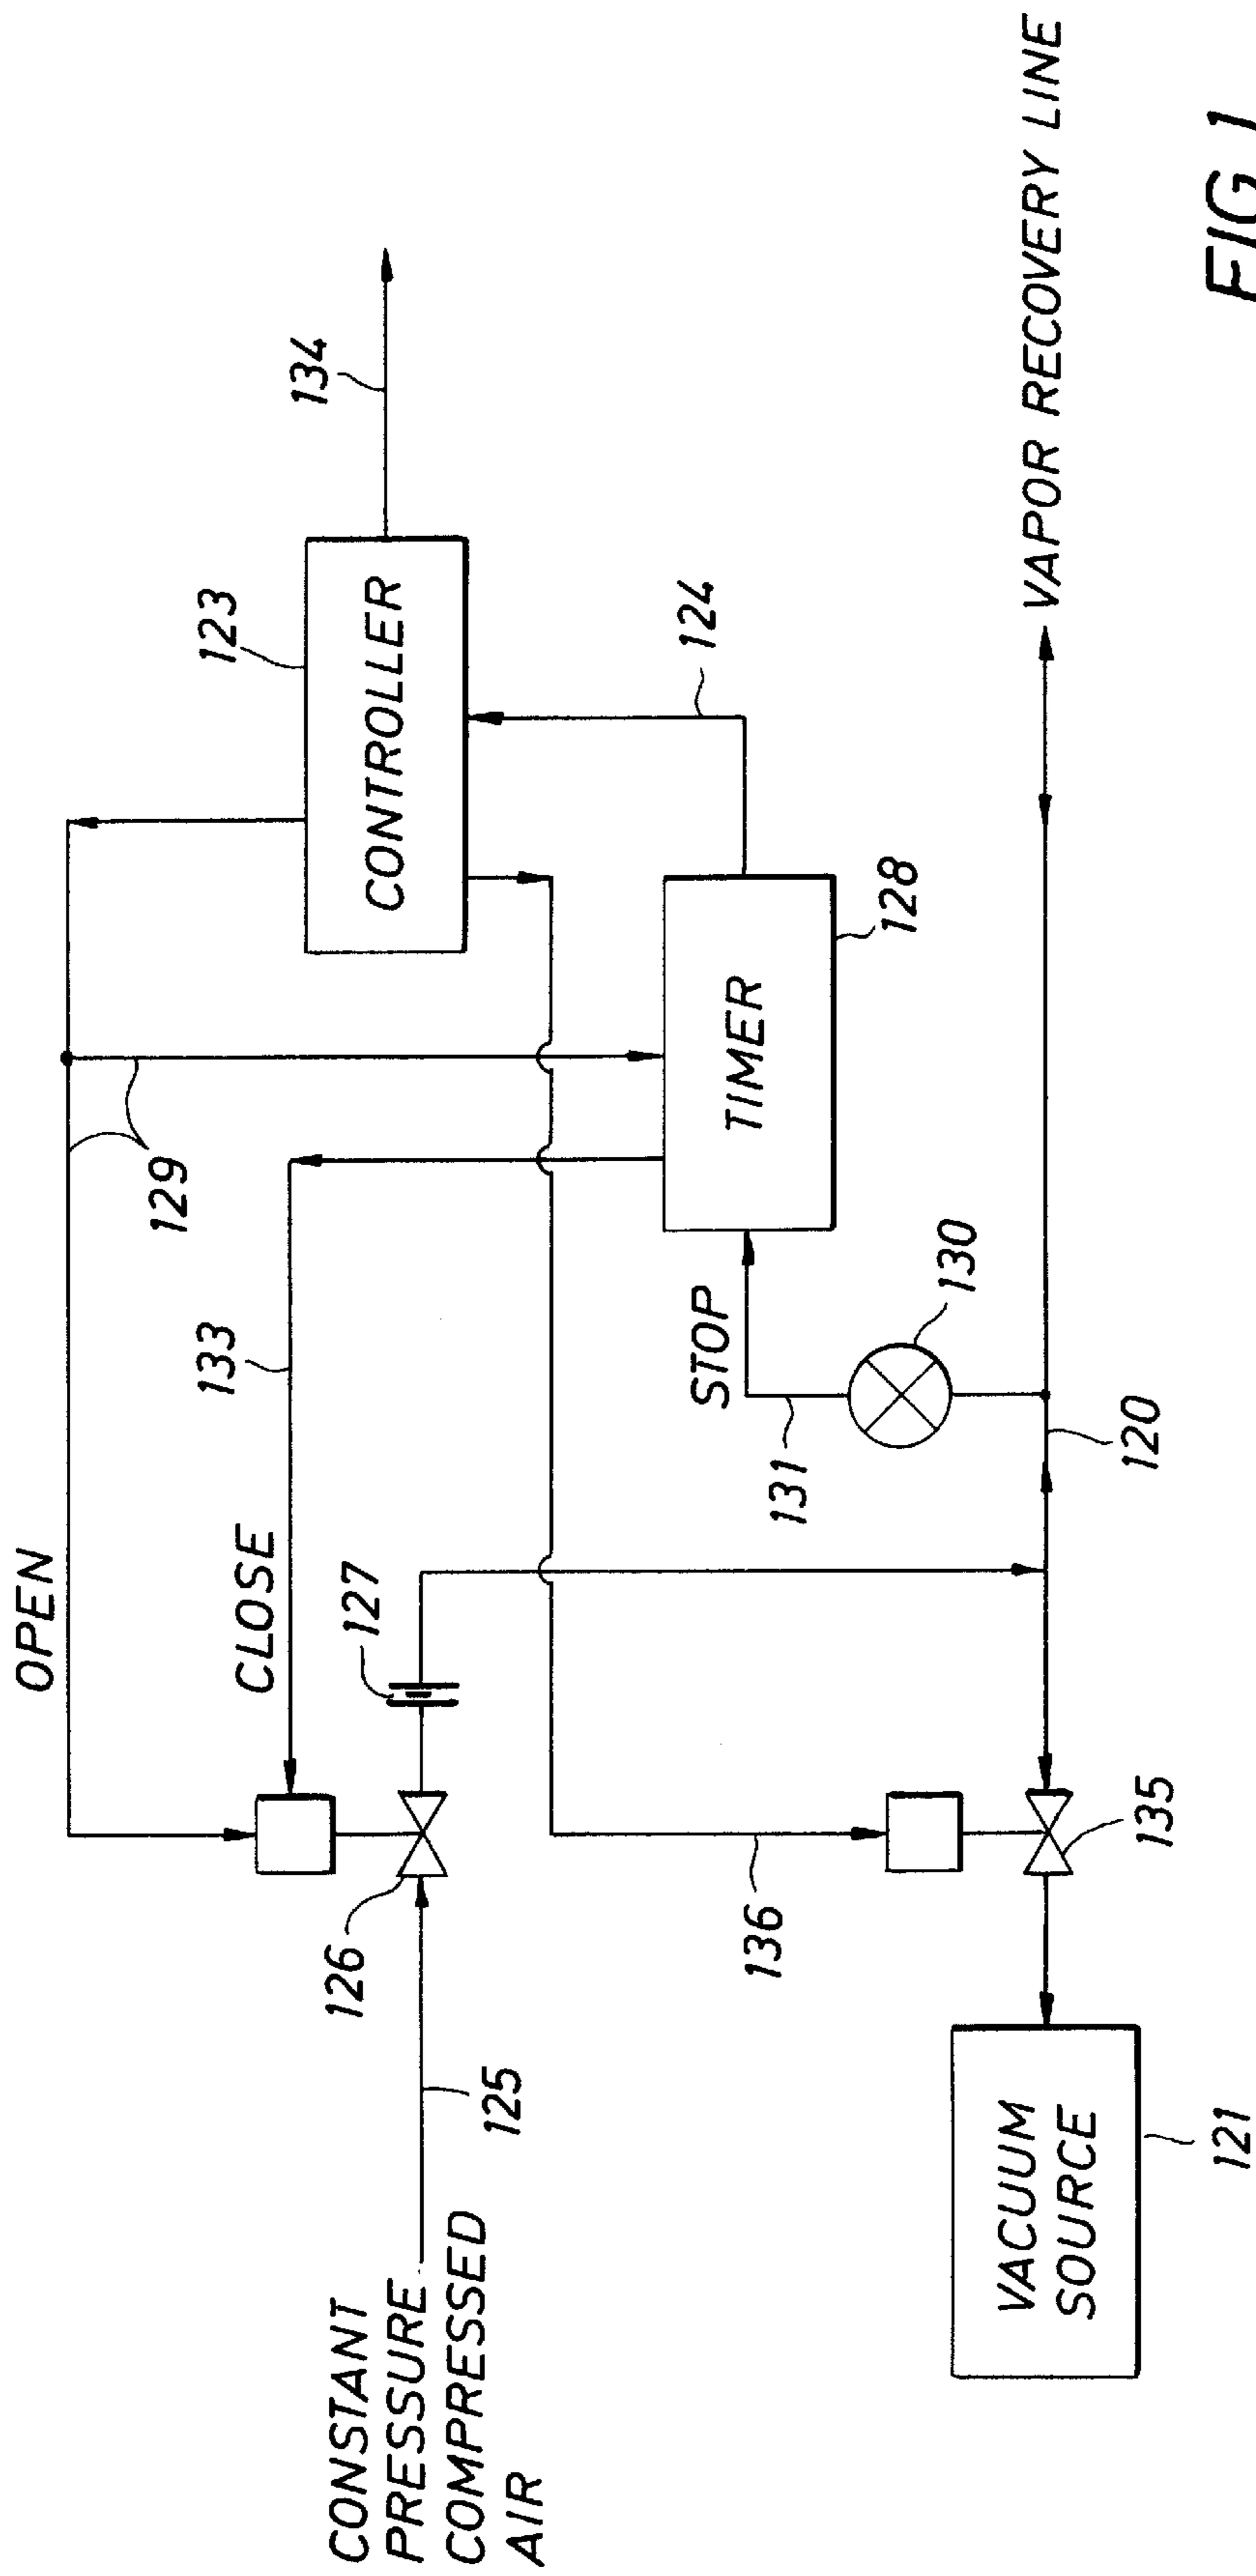 OPEN
129
133
CLOSE
123
CONTROLLER
134
126
127
CONSTANT
PRESSURE
COMPRESSED
AIR
125
124
STOP
TIMER
128
131
130
136
VACUUM
SOURCE
121
135
120
VAPOR RECOVERY LINE
FIG. 1